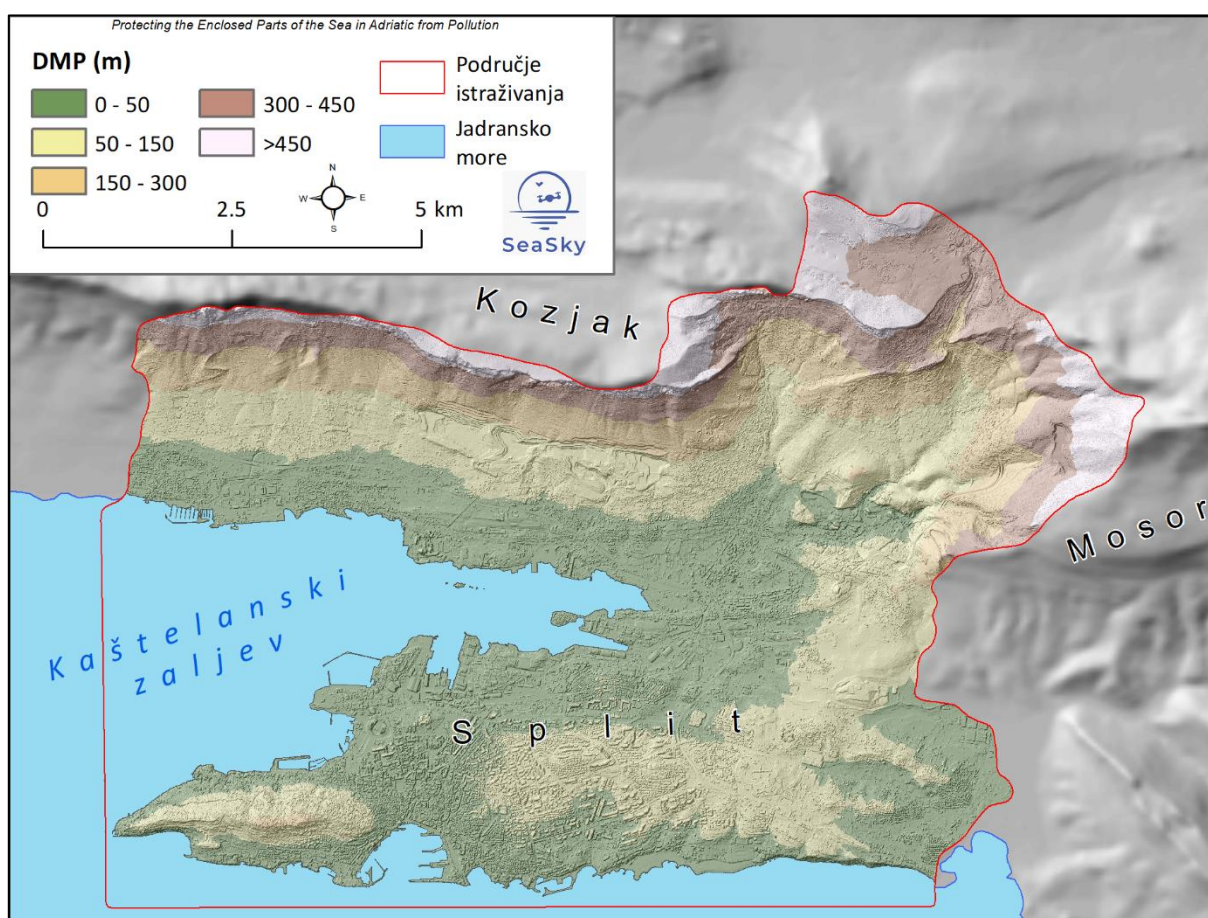 Protecting the Enclosed Parts of the Sea in Adriatic from Pollution
DMP (m)
0 - 50
50 - 150
150 - 300
300 - 450
>450
Područje
istraživanja
Jadransko
more
N
W
E
S
0 2.5 5 km
SeaSky
Kozjak
Mosor
Kaštelanski
zaljev
Split